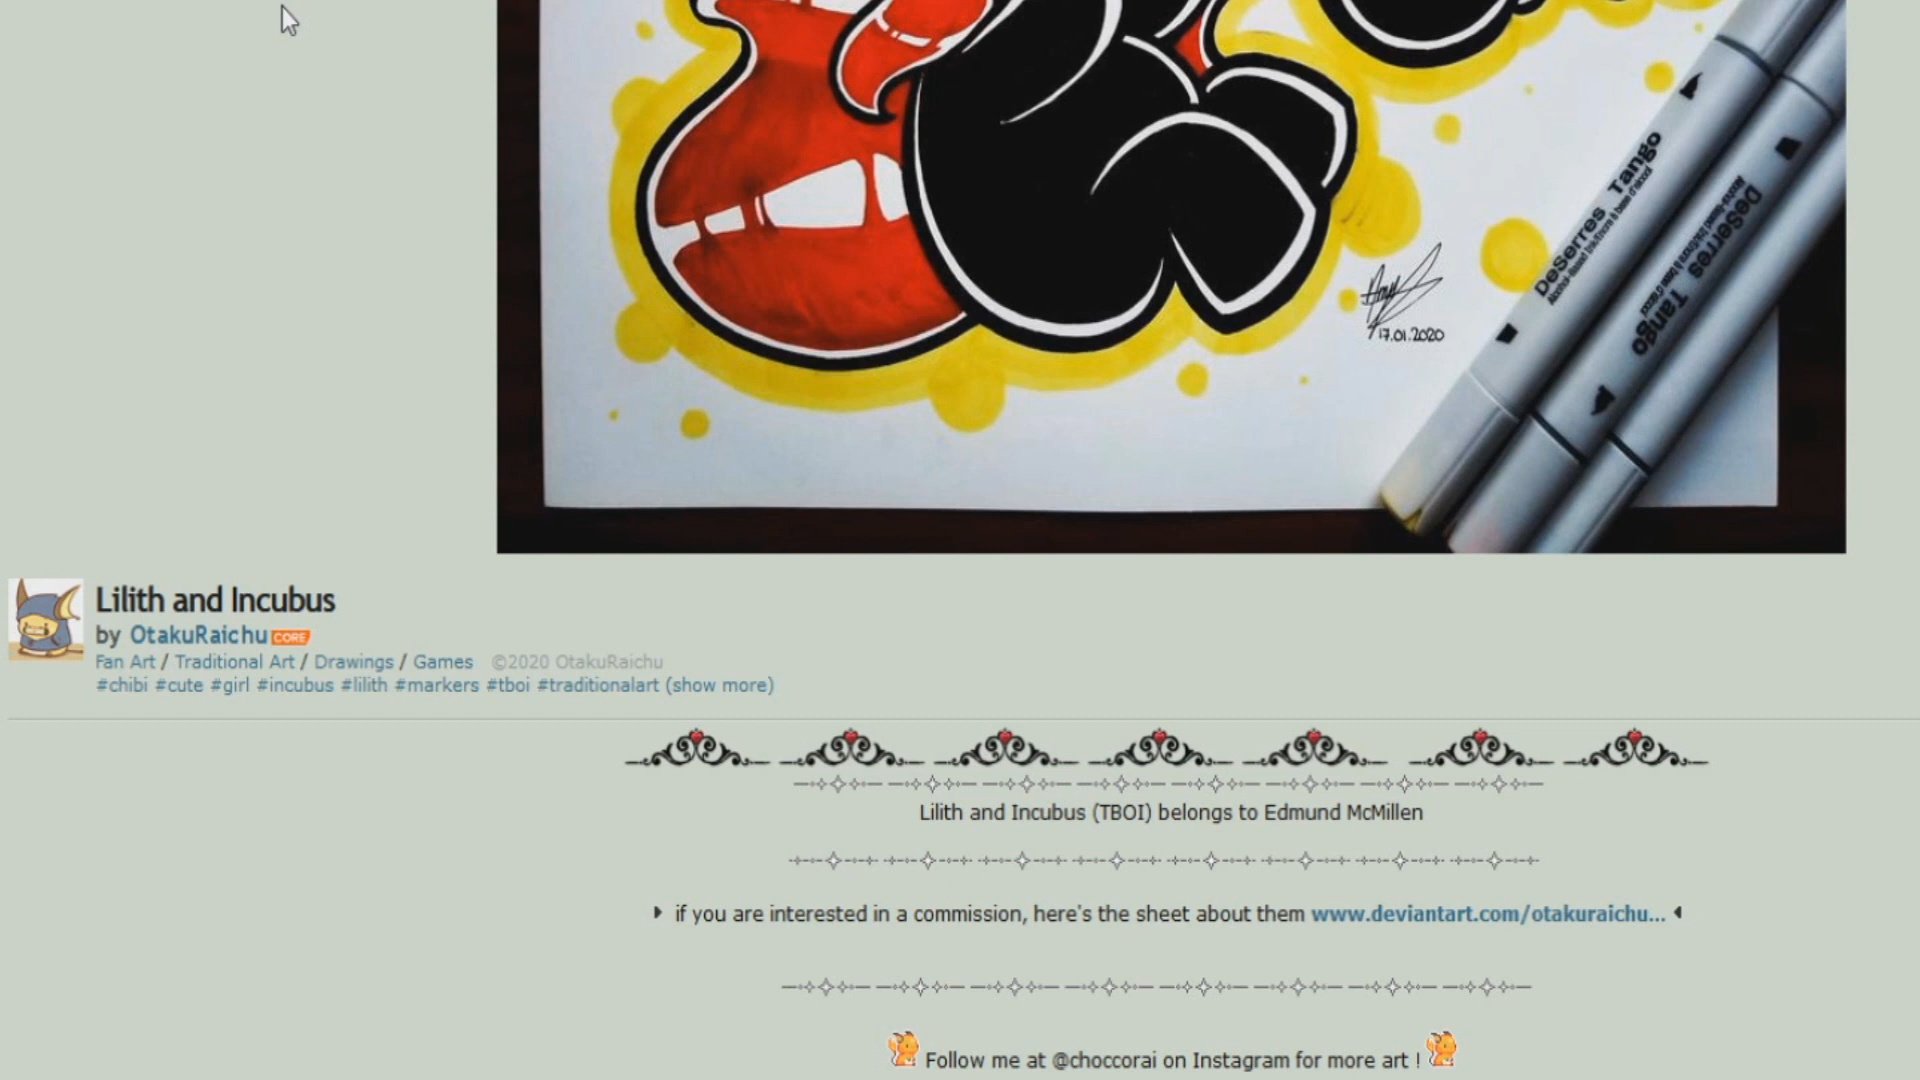 DeSerres Tango
DeSerres Tango
17.01.2020
Lilith and Incubus
by OtakuRaichu CORE
Fan Art / Traditional Art / Drawings / Games ©2020 OtakuRaichu
#chibi #cute #girl #incubus #lilith #markers #tboi #traditionalart (show more)
Lilith and Incubus (TBOI) belongs to Edmund McMillen
if you are interested in a commission, here's the sheet about them www.deviantart.com/otakuraichu...
Follow me at @choccorai on Instagram for more art !